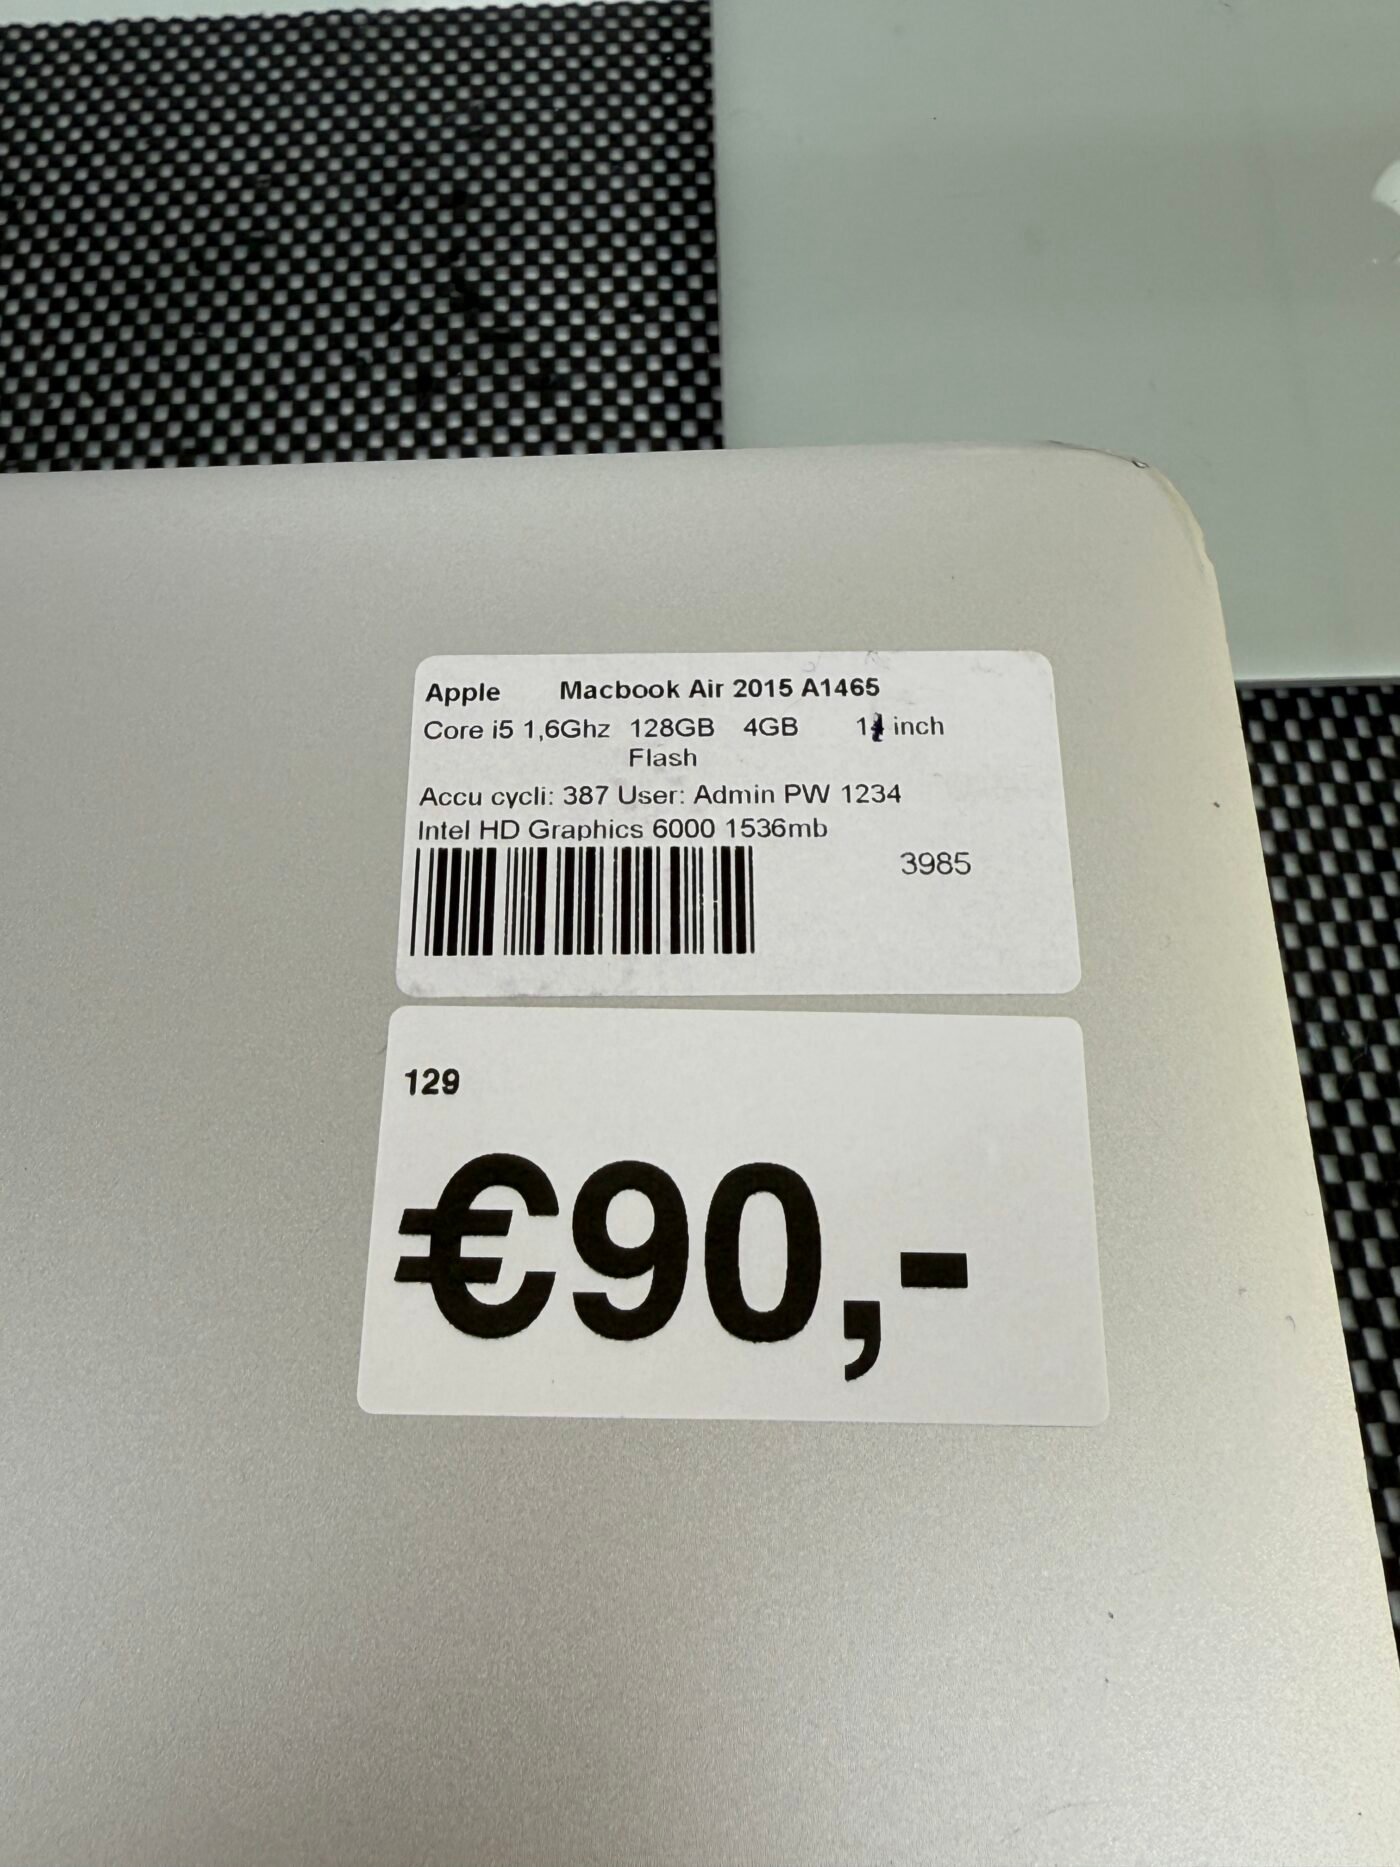 Apple Macbook Air 2015 A1465
Core i5 1,6Ghz 128GB 4GB 11 inch
Flash
Accu cycli: 387 User: Admin PW 1234
Intel HD Graphics 6000 1536mb
3985
129
€90,-